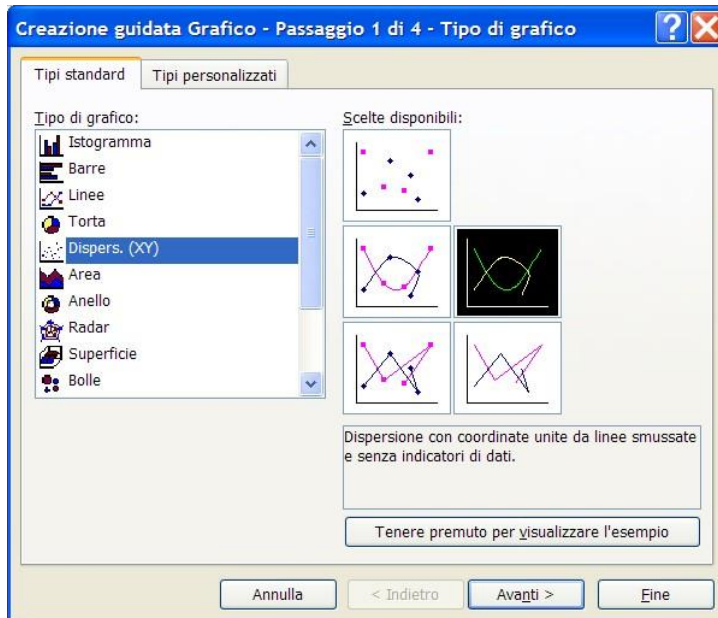 Creazione guidata Grafico - Passaggio 1 di 4 - Tipo di grafico
Tipi standard
Tipi personalizzati
Tipo di grafico:
Istogramma
Barre
Linee
Torta
Dispers. (XY)
Area
Anello
Radar
Superficie
Bolle
Scelte disponibili:
Dispersione con coordinate unite da linee smussate
e senza indicatori di dati.
Tenere premuto per visualizzare l'esempio
Annulla
< Indietro
Avanti >
Fine